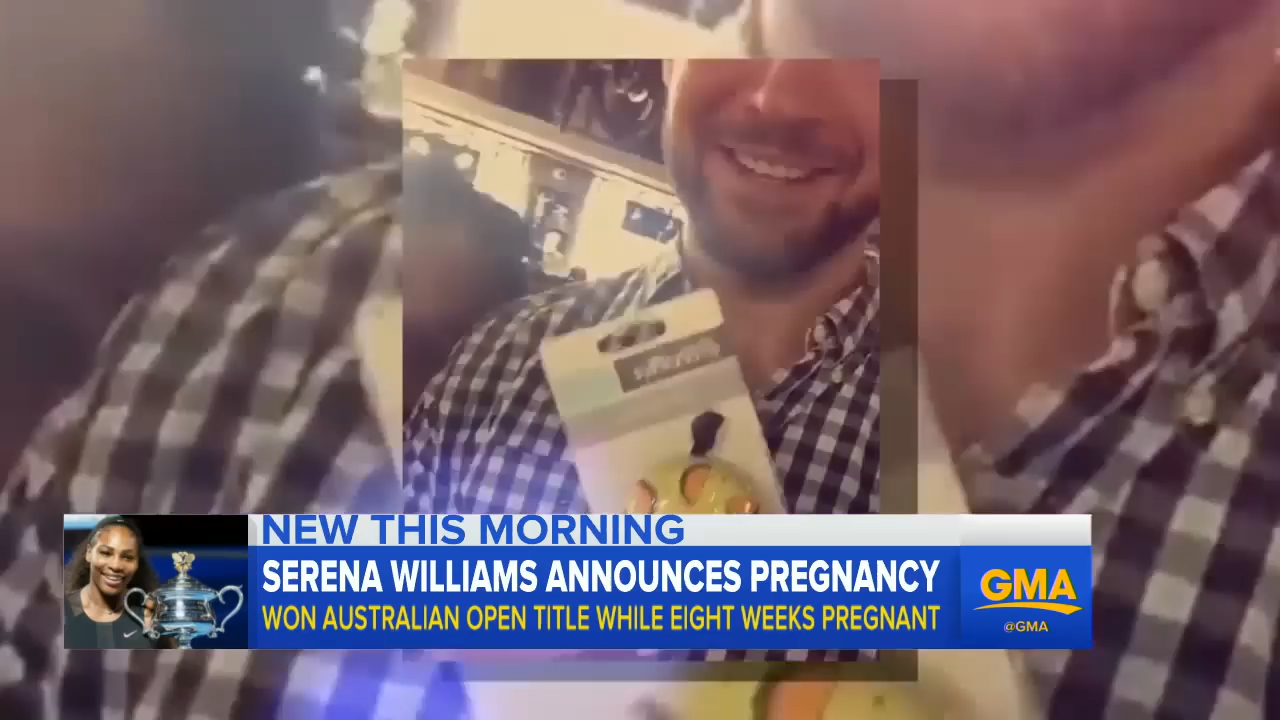 NEW THIS MORNING
SERENA WILLIAMS ANNOUNCES PREGNANCY
WON AUSTRALIAN OPEN TITLE WHILE EIGHT WEEKS PREGNANT
GMA
@GMA